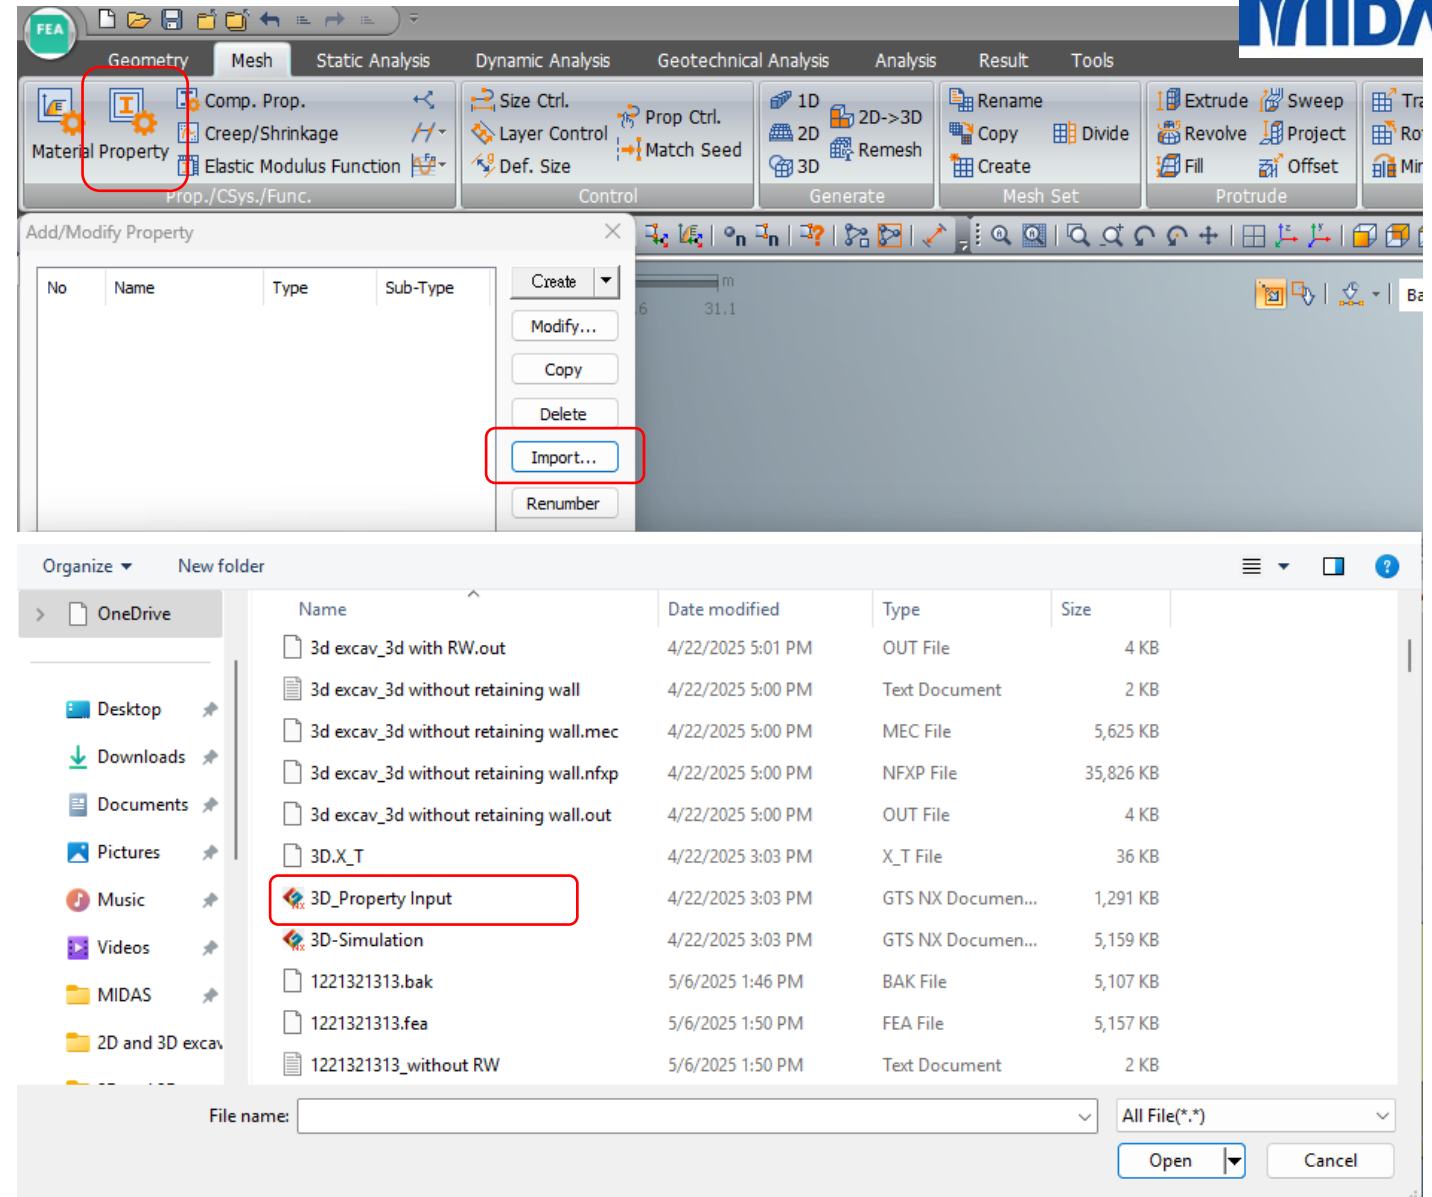 MIDA
FEA
Geometry Mesh Static Analysis Dynamic Analysis Geotechnical Analysis Analysis Result Tools
Comp. Prop. Size Ctrl. Prop Ctrl. 1D 2D->3D Rename Extrude Sweep Tra
Creep/Shrinkage Layer Control 2D Copy Divide Revolve Project Ro
Material Property Elastic Modulus Function Def. Size Match Seed 3D Remesh Create Fill Offset Mir
Prop./CSys./Func. Control Generate Mesh Set Protrude
Add/Modify Property
No Name Type Sub-Type Create
m
Ba
.6 31.1
Modify...
Copy
Delete
Import...
Renumber
Organize New folder
OneDrive Name Date modified Type Size
3d excav_3d with RW.out 4/22/2025 5:01 PM OUT File 4 KB
3d excav_3d without retaining wall 4/22/2025 5:00 PM Text Document 2 KB
Desktop
3d excav_3d without retaining wall.mec 4/22/2025 5:00 PM MEC File 5,625 KB
Downloads
3d excav_3d without retaining wall.nfxp 4/22/2025 5:00 PM NFXP File 35,826 KB
Documents
3d excav_3d without retaining wall.out 4/22/2025 5:00 PM OUT File 4 KB
Pictures
3D.X_T 4/22/2025 3:03 PM X_T File 36 KB
Music
3D_Property Input 4/22/2025 3:03 PM GTS NX Documen... 1,291 KB
Videos
3D-Simulation 4/22/2025 3:03 PM GTS NX Documen... 5,159 KB
MIDAS
1221321313.bak 5/6/2025 1:46 PM BAK File 5,107 KB
1221321313.fea 5/6/2025 1:50 PM FEA File 5,157 KB
2D and 3D excav
1221321313_without RW 5/6/2025 1:50 PM Text Document 2 KB
File name: All File(*.*)
Open Cancel